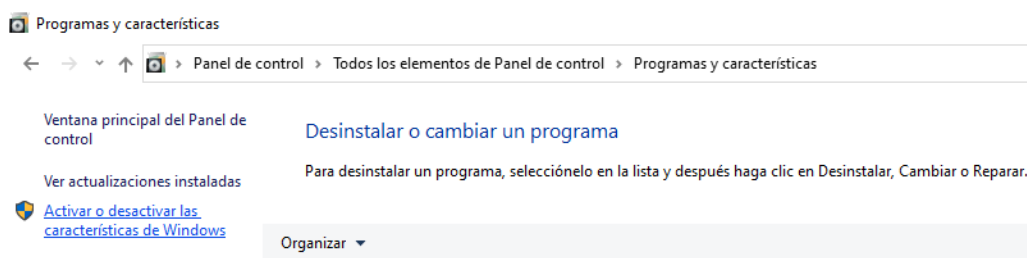 Programas y características
Panel de control > Todos los elementos de Panel de control > Programas y características
Ventana principal del Panel de
control
Ver actualizaciones instaladas
Activar o desactivar las
características de Windows
Desinstalar o cambiar un programa
Para desinstalar un programa, selecciónelo en la lista y después haga clic en Desinstalar, Cambiar o Reparar.
Organizar